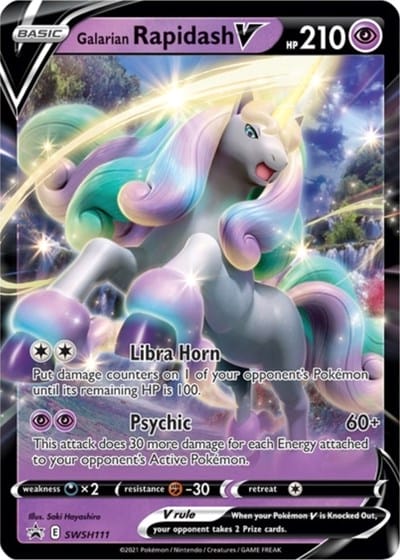 BASIC Galarian Rapidash V HP 210
Libra Horn
Put damage counters on 1 of your opponent's Pokémon
until its remaining HP is 100.
Psychic 60+
This attack does 30 more damage for each Energy attached
to your opponent's Active Pokémon.
weakness ×2 resistance -30 retreat
Illus. Saki Hayashiro
V rule When your Pokémon V is Knocked Out,
your opponent takes 2 Prize cards.
E SWSH111
©2021 Pokémon / Nintendo / Creatures / GAME FREAK